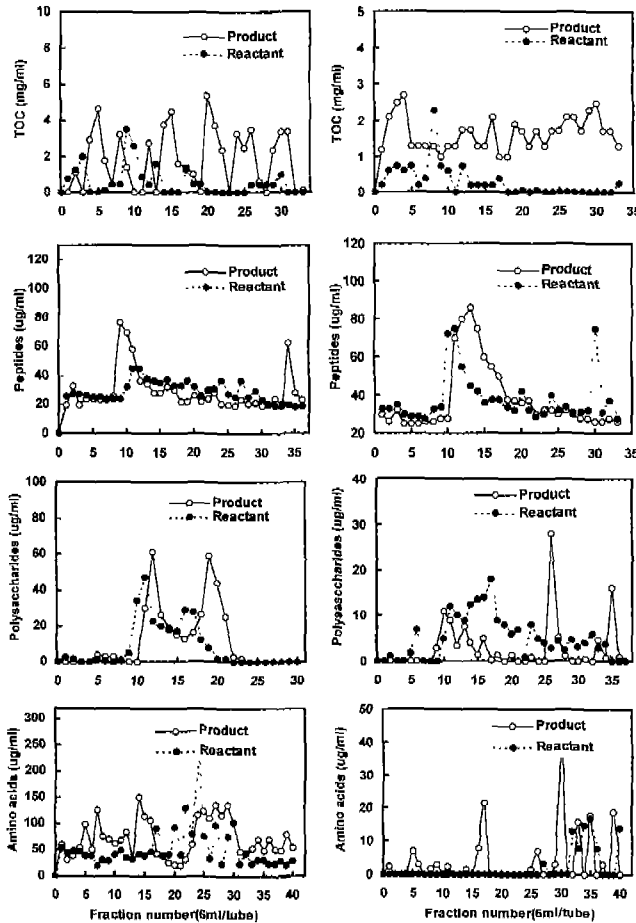 10
8
6
4
2
0
TOC (mg/ml)
Product
Reactant
0 5 10 15 20 25 30
5
4
3
2
1
0
TOC (mg/ml)
Product
Reactant
0 5 10 15 20 25 30 35
120
100
80
60
40
20
0
Peptides (ug/ml)
Product
Reactant
0 5 10 15 20 25 30 35
120
100
80
60
40
20
Peptides (ug/ml)
Product
Reactant
0 5 10 15 20 25 30 35
100
80
60
40
20
0
Polysaccharides (ug/ml)
Product
Reactant
0 5 10 15 20 25 30
40
30
20
10
0
Polysaccharides (ug/ml)
Product
Reactant
0 5 10 15 20 25 30 35
300
250
200
150
100
50
0
Amino acids (ug/ml)
Product
Reactant
0 5 10 15 20 25 30 35 40
Fraction number(6ml/tube)
50
40
30
20
10
0
Amino acids (ug/ml)
Product
Reactant
0 5 10 15 20 25 30 35 40
Fraction number(6ml/tube)